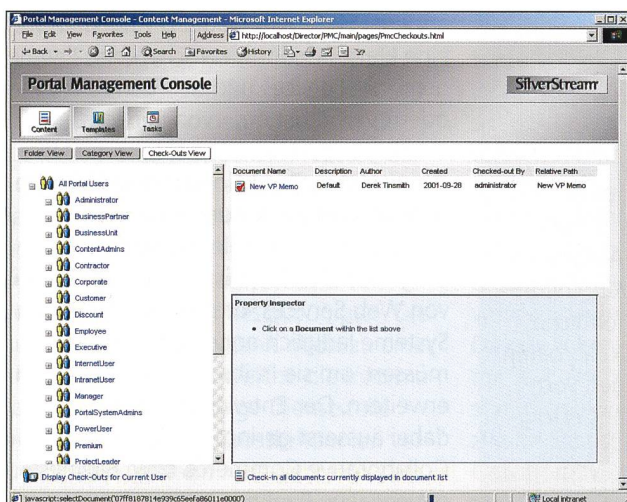 Portal Management Console - Content Management - Microsoft Internet Explorer
File Edit View Favorites Tools Help Address http://localhost/Director/PMC/main/pages/PmcCheckouts.html
Back Search Favorites History
Portal Management Console SilverStream
Content Templates Tasks
Folder View Category View Check-Outs View
Document Name Description Author Created Checked-out By Relative Path
New VP Memo Default Derek Tinsmith 2001-09-28 administrator New VP Memo
All Portal Users
Administrator
BusinessPartner
BusinessUnit
ContentAdmins
Contractor
Corporate
Customer
Discount
Employee
Executive
InternetUser
IntranetUser
Manager
PortalSystemAdmins
PowerUser
Premium
ProjectLeader
Property Inspector
• Click on a Document within the list above
Display Check-Outs for Current User
Check-in all documents currently displayed in document list
javascript:selectDocument('07ff8187814e939c65eefa86011e0000') Local intranet